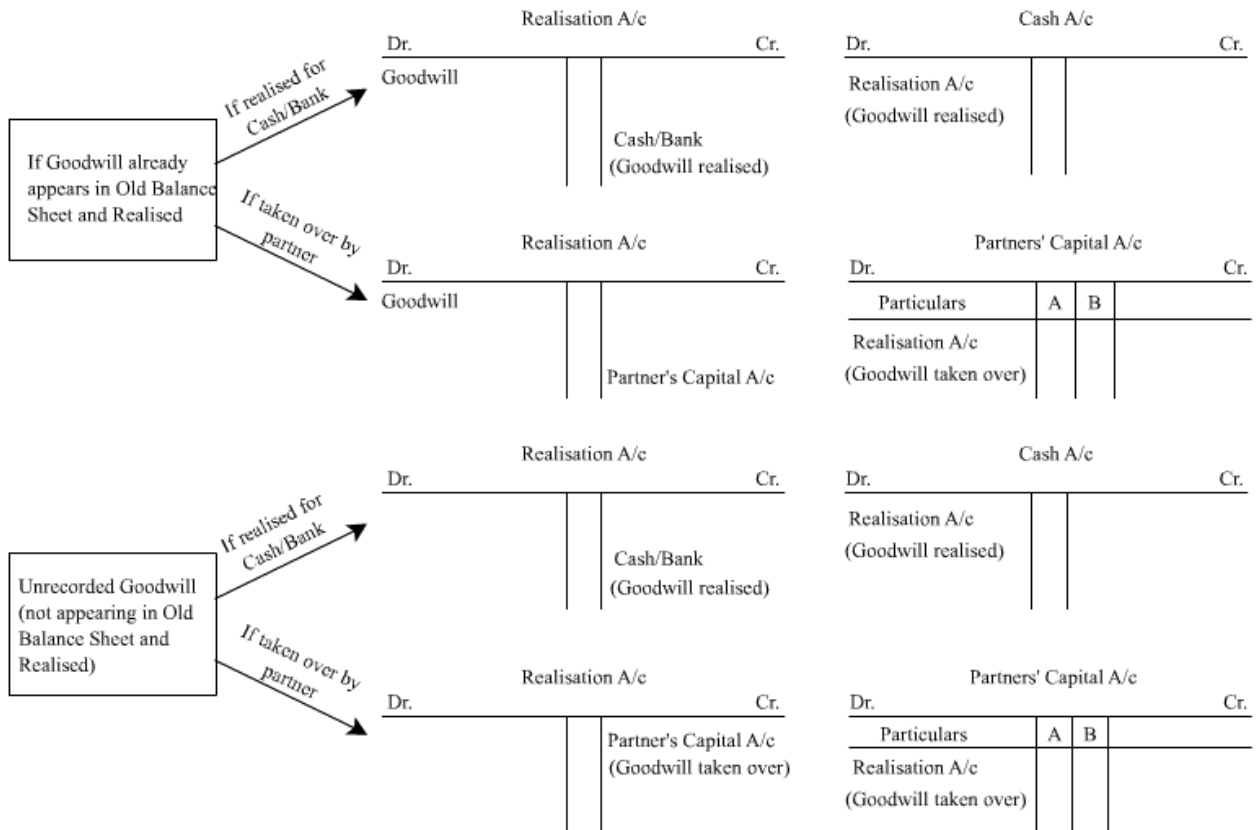 Realisation A/c
Dr. Cr.
Goodwill
Cash/Bank
(Goodwill realised)
Cash A/c
Dr. Cr.
Realisation A/c
(Goodwill realised)
If realised for
Cash/Bank
If Goodwill already
appears in Old Balance
Sheet and Realised
If taken over by
partner
Realisation A/c
Dr. Cr.
Goodwill
Partner's Capital A/c
Partners' Capital A/c
Dr. Cr.
Particulars A B
Realisation A/c
(Goodwill taken over)
Realisation A/c
Dr. Cr.
Cash/Bank
(Goodwill realised)
Cash A/c
Dr. Cr.
Realisation A/c
(Goodwill realised)
If realised for
Cash/Bank
Unrecorded Goodwill
(not appearing in Old
Balance Sheet and
Realised)
If taken over by
partner
Realisation A/c
Dr. Cr.
Partner's Capital A/c
(Goodwill taken over)
Partners' Capital A/c
Dr. Cr.
Particulars A B
Realisation A/c
(Goodwill taken over)